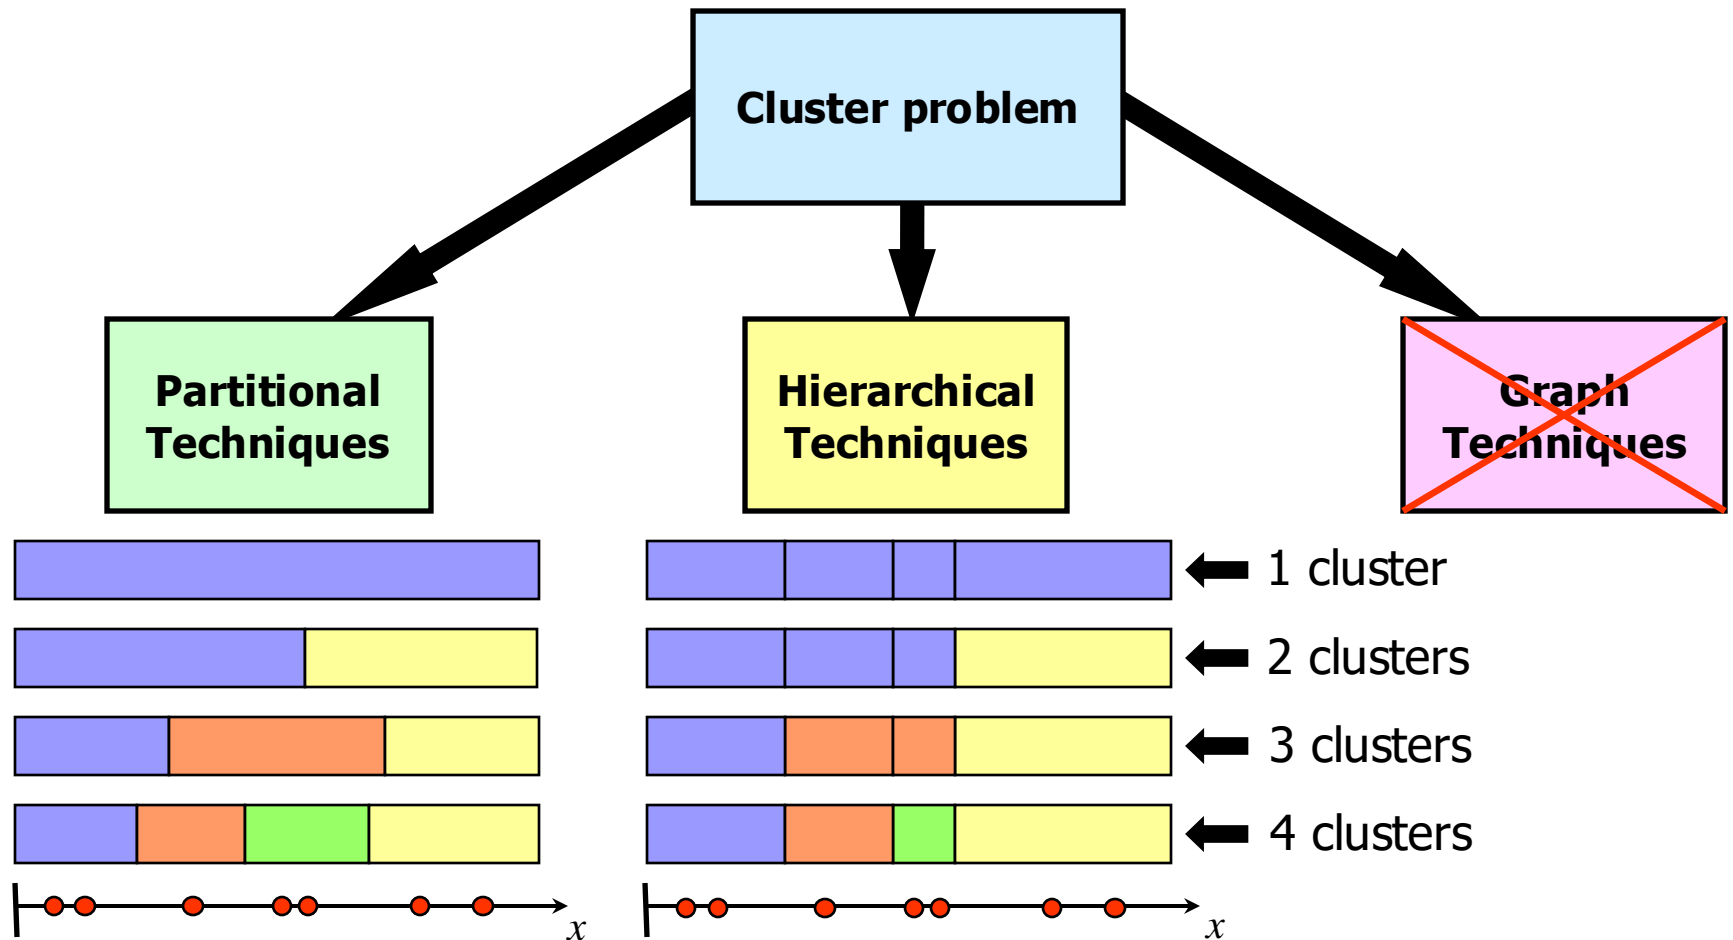 Cluster problem
Partitional
Techniques
Hierarchical
Techniques
Graph
Techniques
1 cluster
2 clusters
3 clusters
4 clusters
x
x